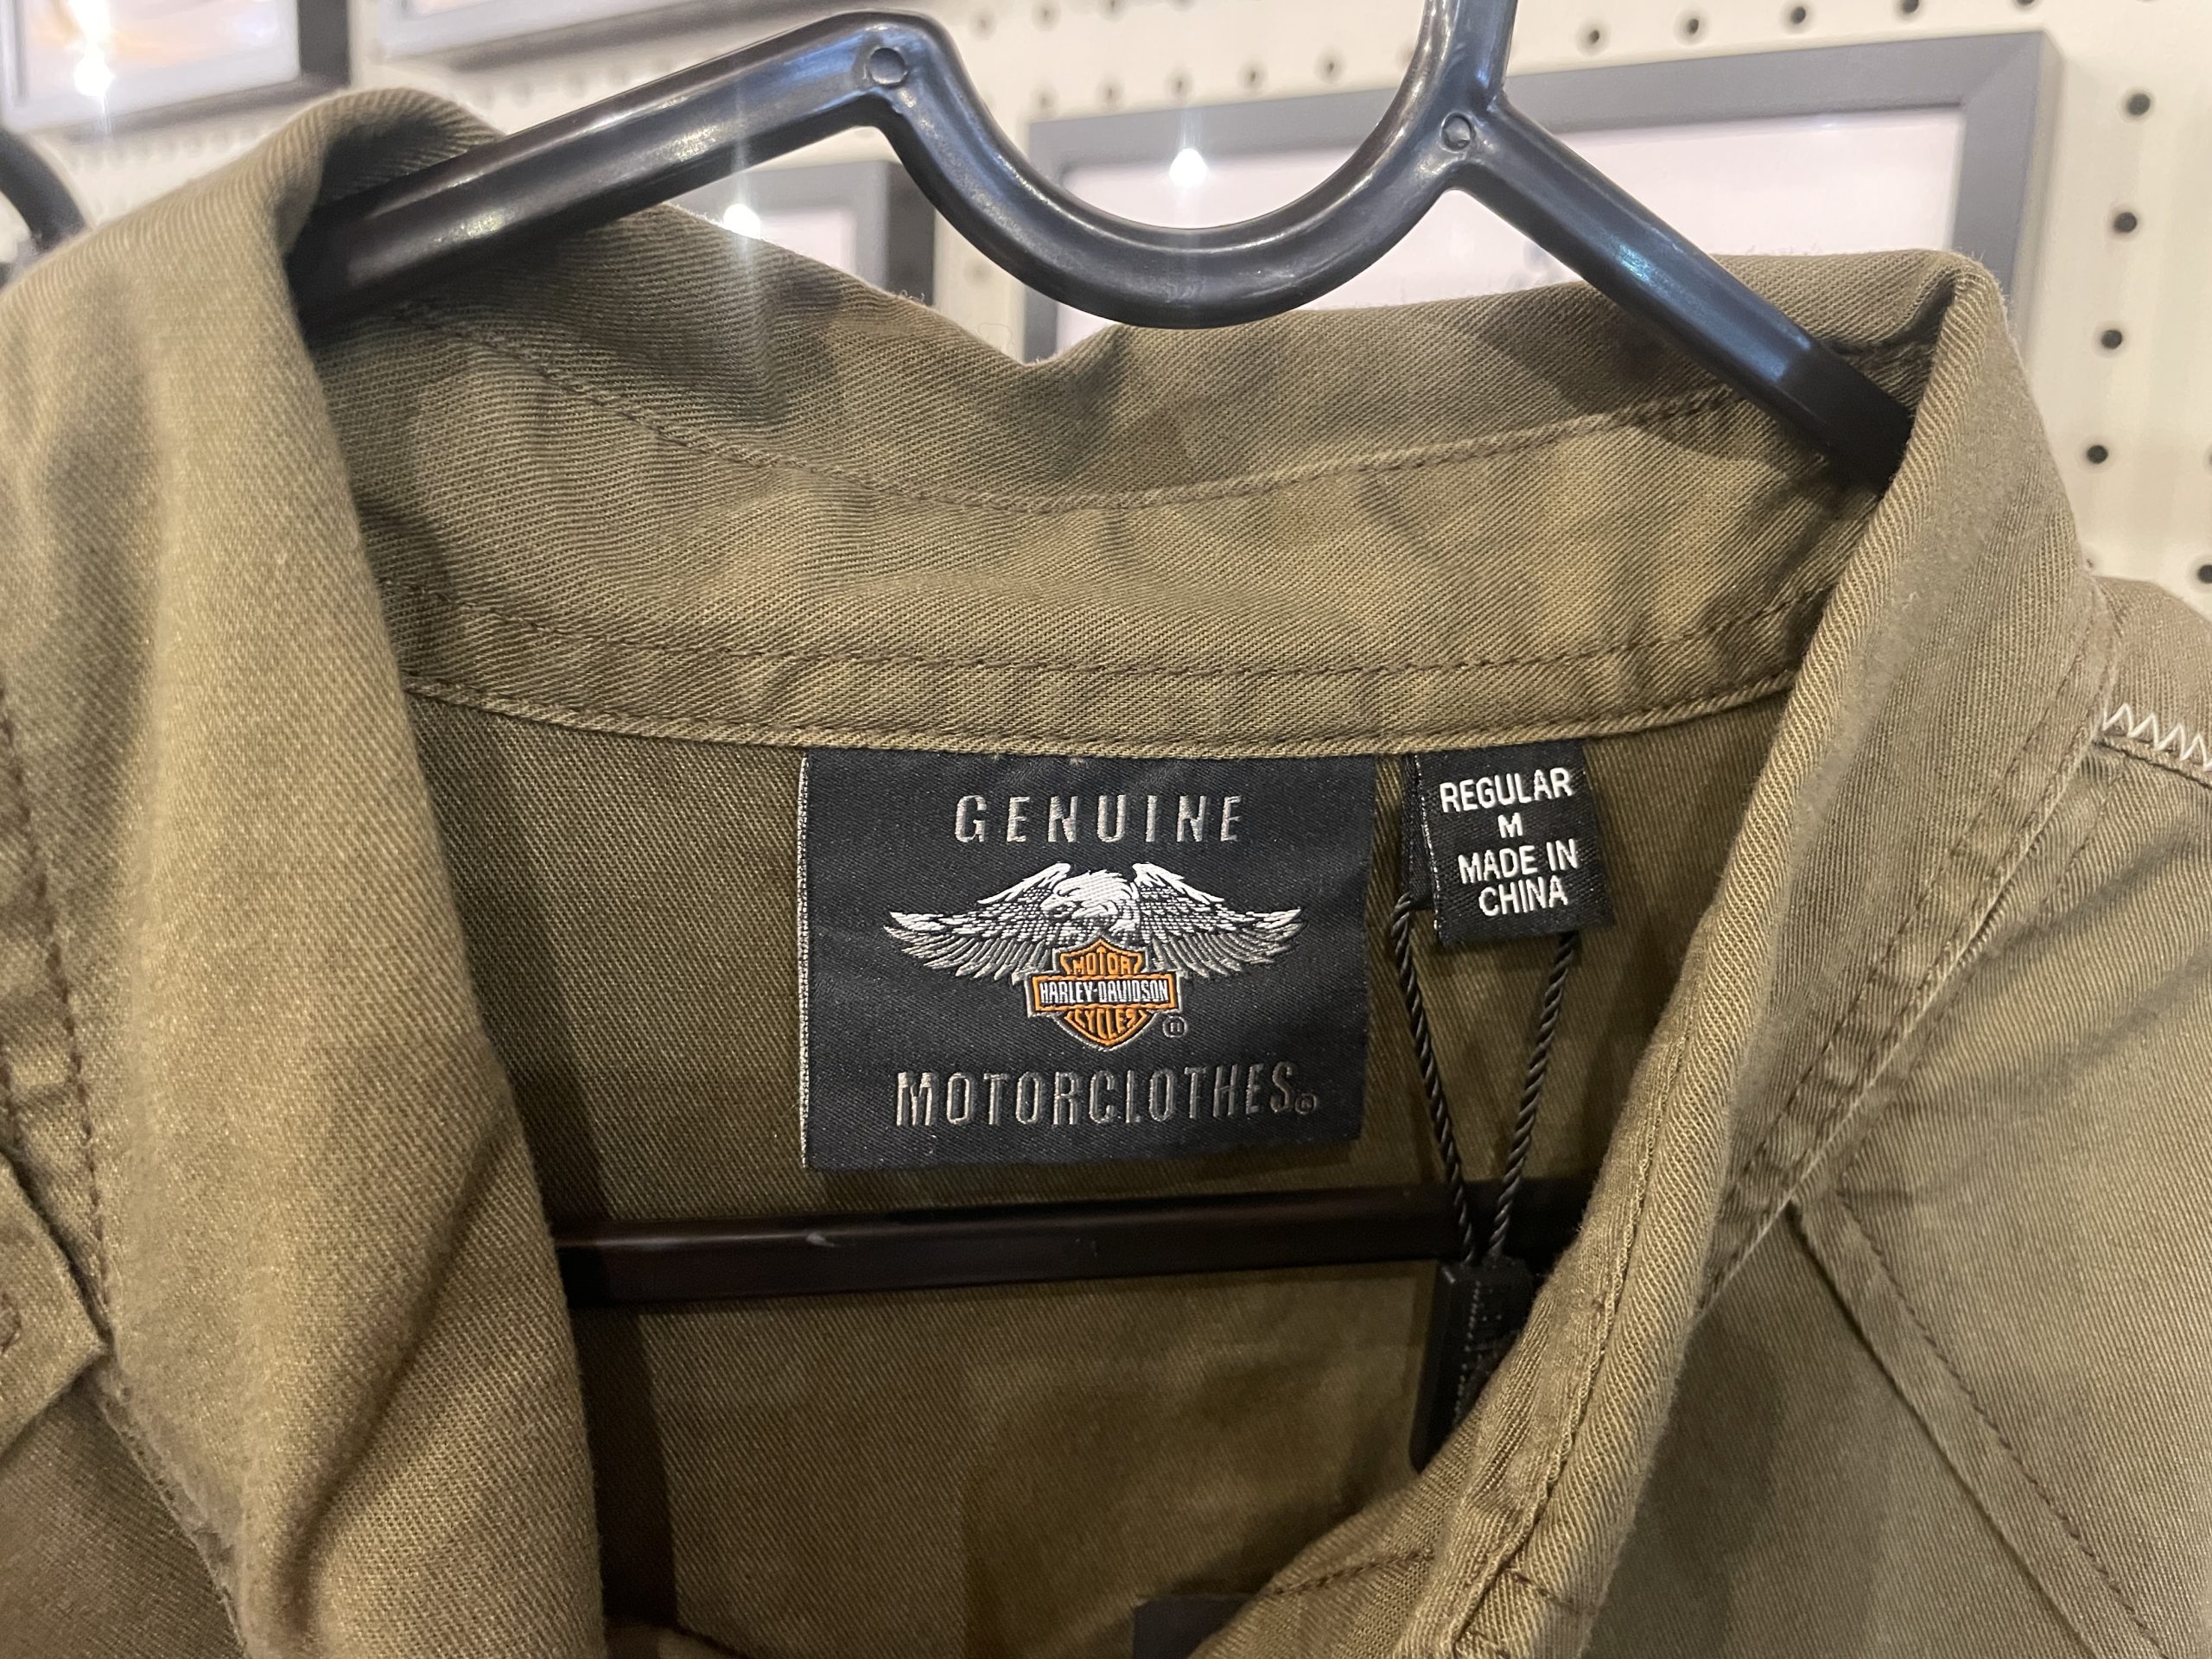 GENUINE
MOTOR
HARLEY-DAVIDSON
CYCLES
®
MOTORCLOTHES®
REGULAR
M
MADE IN
CHINA